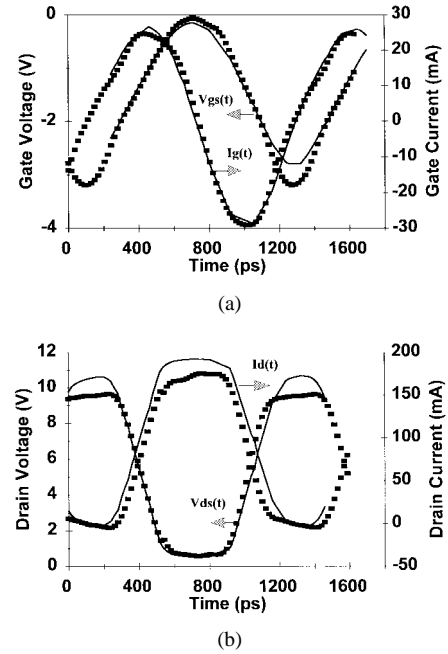 0
-2
-4
Gate Voltage (V)
30
20
10
0
-10
-20
-30
Gate Current (mA)
Vgs(t)
Ig(t)
0
400
800
1200
1600
Time (ps)
(a)
12
10
8
6
4
2
0
Drain Voltage (V)
200
150
100
50
0
-50
Drain Current (mA)
Id(t)
Vds(t)
0
400
800
1200
1600
Time (ps)
(b)